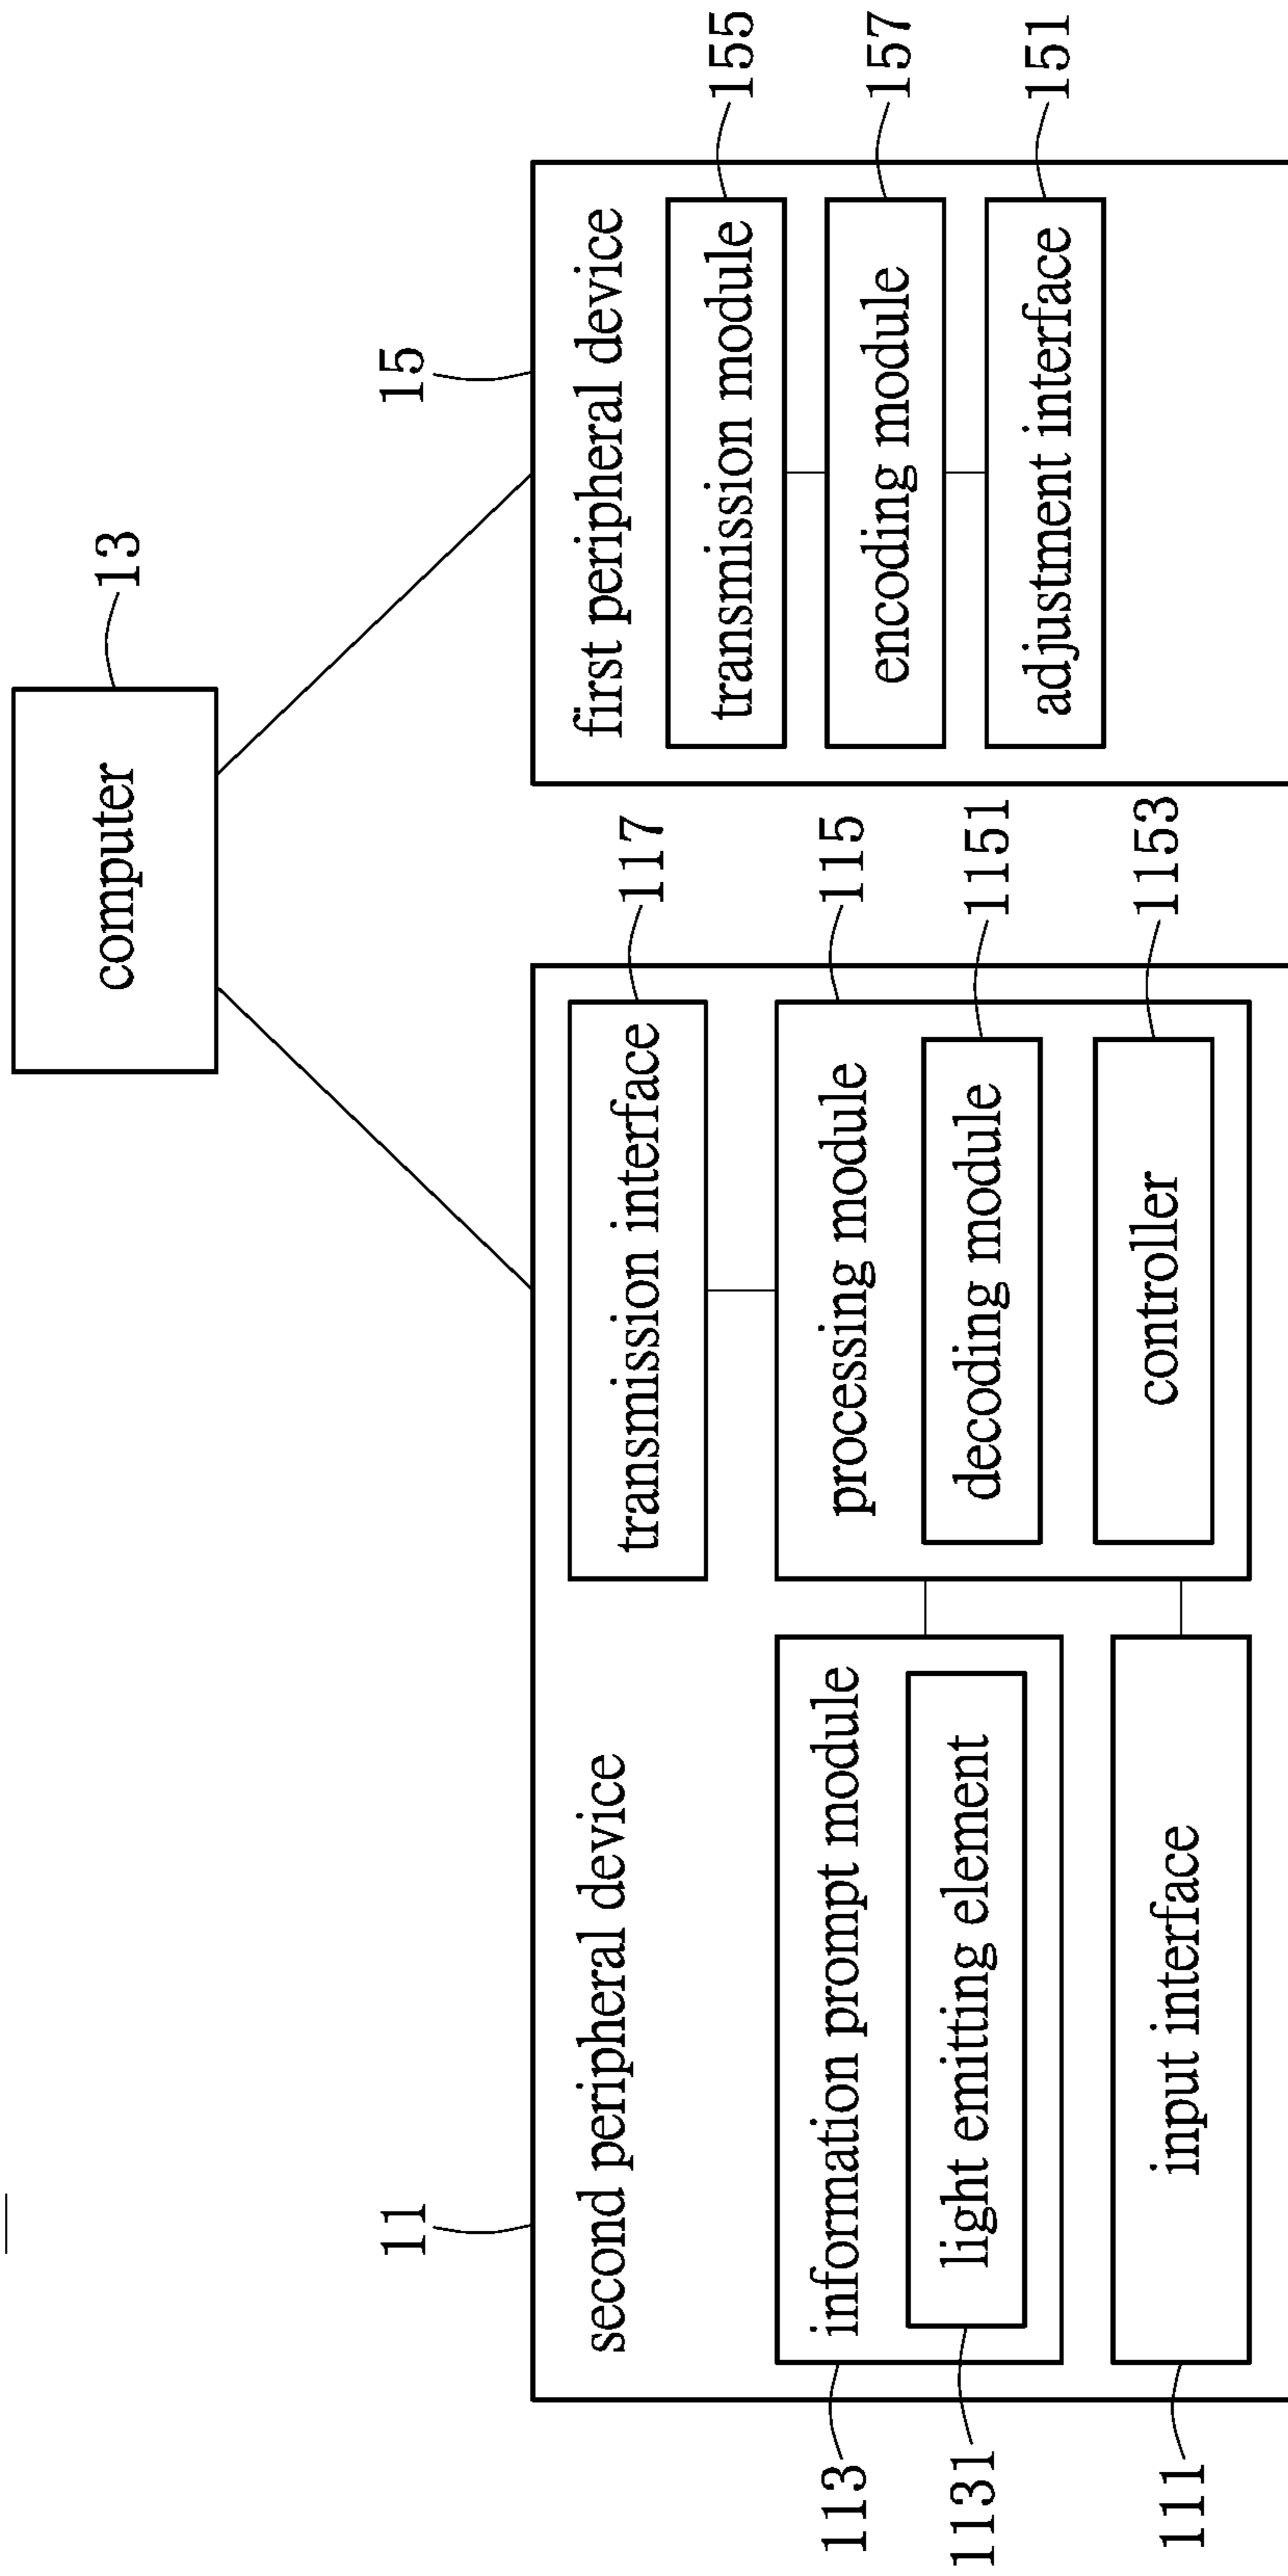 computer
13
11
15
second peripheral device
transmission interface
117
information prompt module
113
light emitting element
1131
input interface
111
processing module
115
decoding module
1151
controller
1153
first peripheral device
transmission module
155
encoding module
157
adjustment interface
151